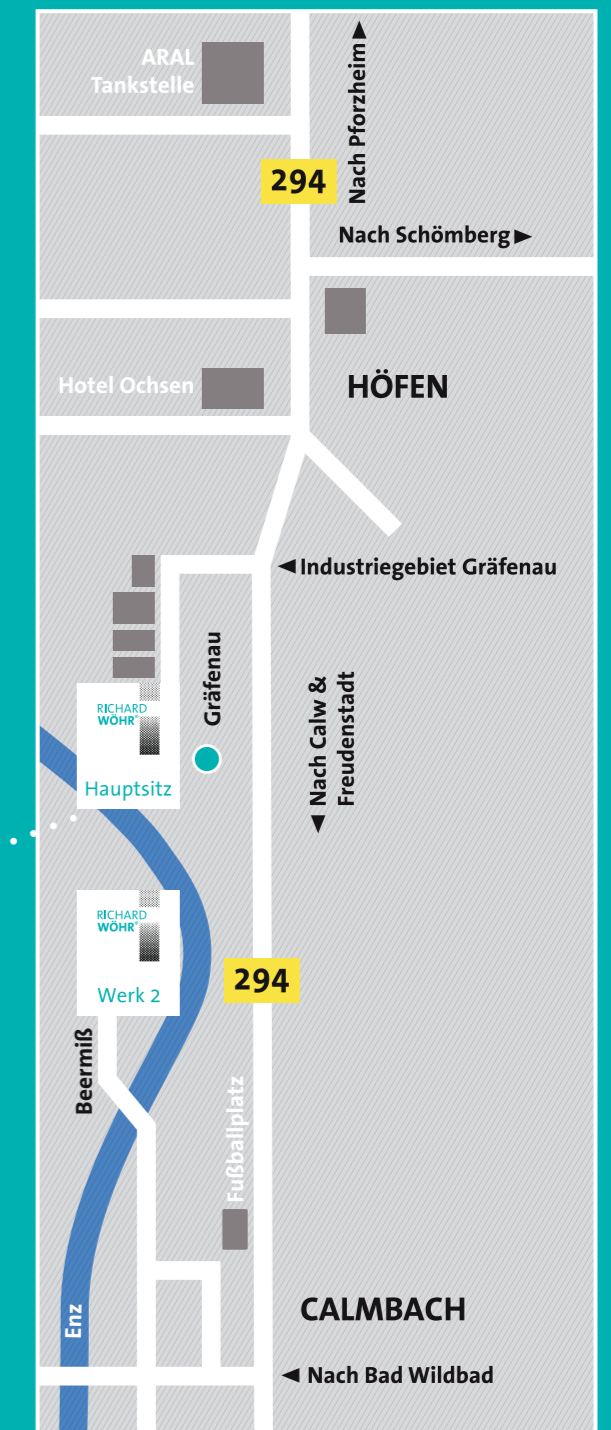 ARAL
Tankstelle
Nach Pforzheim ▶
294
Nach Schömberg ▶
Hotel Ochsen
HÖFEN
◀ Industriegebiet Gräfenau
Gräfenau
◀ Nach Calw &
Freudenstadt
RICHARD
WÖHR®
Hauptsitz
RICHARD
WÖHR®
Werk 2
294
Beermiß
Fußballplatz
Enz
CALMBACH
◀ Nach Bad Wildbad